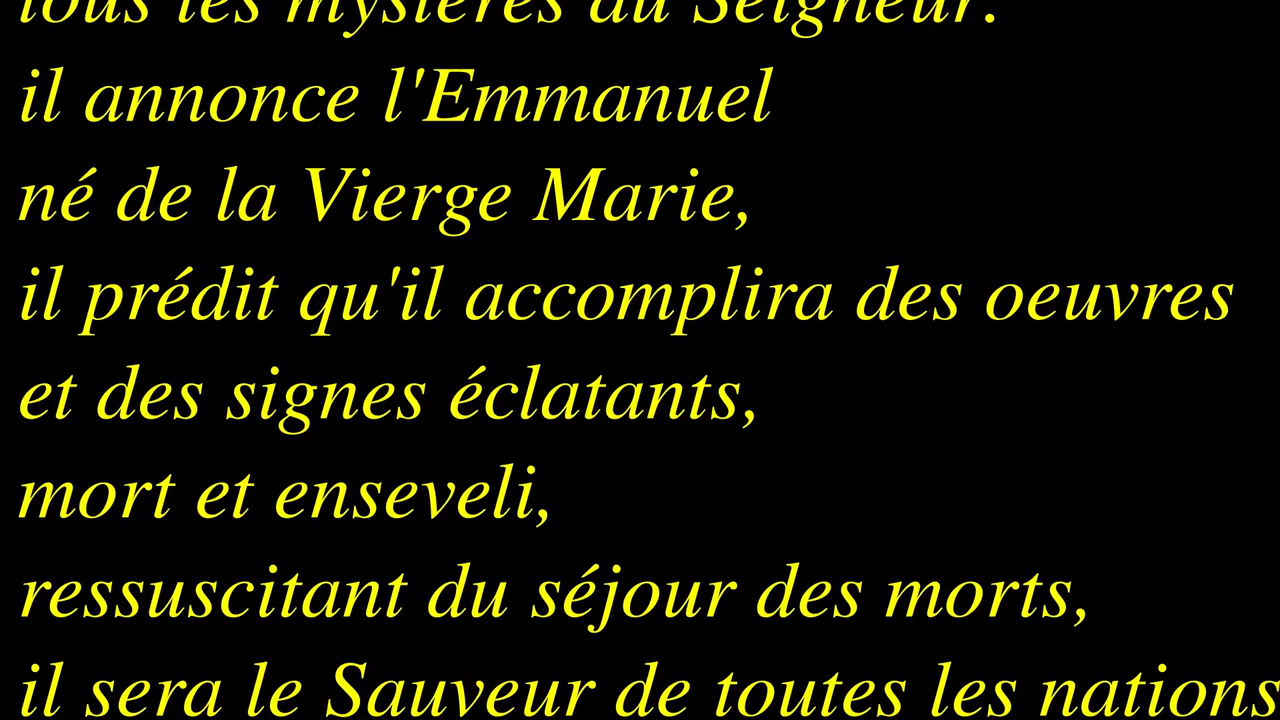 tous les mystères du Seigneur.
il annonce l'Emmanuel
né de la Vierge Marie,
il prédit qu'il accomplira des oeuvres
et des signes éclatants,
mort et enseveli,
ressuscitant du séjour des morts,
il sera le Sauveur de toutes les nations